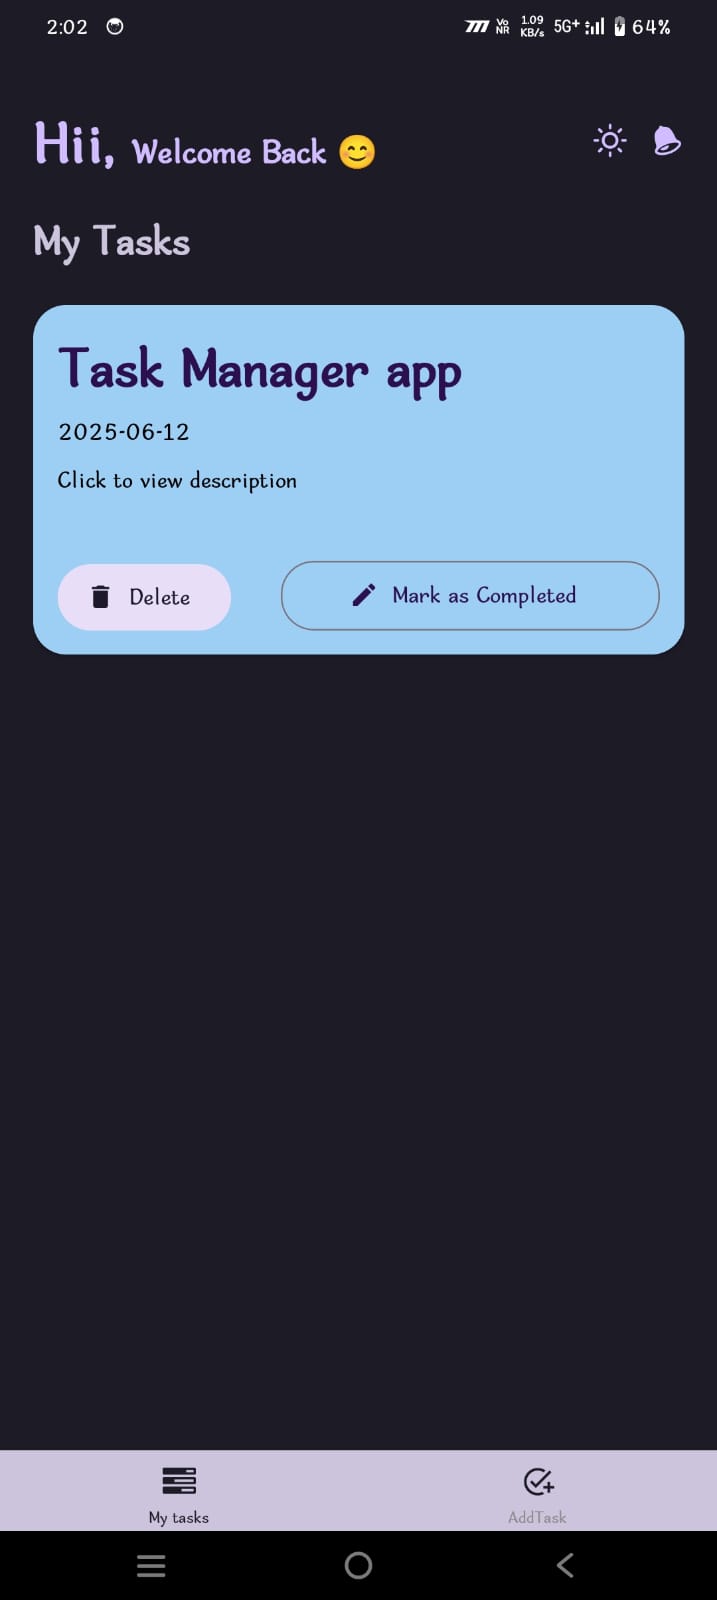 2:02 Vo NR 1.09 KB/s 5G+ 64%
Hii, Welcome Back 😊
My Tasks
Task Manager app
2025-06-12
Click to view description
Delete Mark as Completed
My tasks AddTask